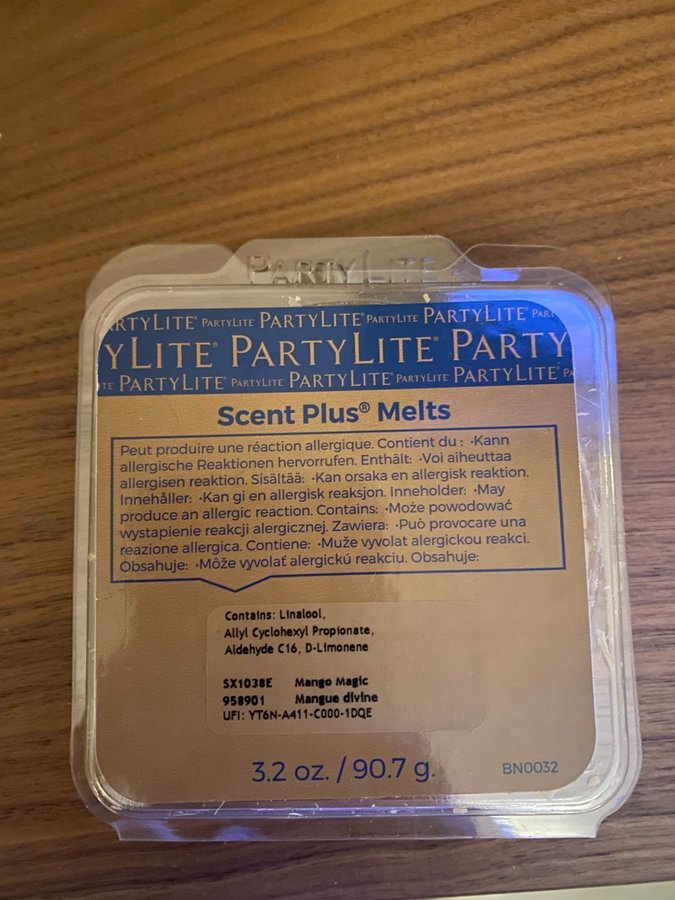 PARTYLITE
ARTYLITE® PARTYLITE PARTYLITE® PARTYLITE PARTYLITE® PAR
YLITE® PARTYLITE® PARTY
TE PARTYLITE® PARTYLITE PARTYLITE® PARTYLITE PARTYLITE® PA
Scent Plus® Melts
Peut produire une réaction allergique. Contient du : •Kann
allergische Reaktionen hervorrufen. Enthält: •Voi aiheuttaa
allergisen reaktion. Sisältää: •Kan orsaka en allergisk reaktion.
Innehåller: •Kan gi en allergisk reaksjon. Inneholder: •May
produce an allergic reaction. Contains: •Może powodować
wystąpienie reakcji alergicznej. Zawiera: •Può provocare una
reazione allergica. Contiene: •Muže vyvolat alergickou reakci.
Obsahuje: •Môže vyvolať alergickú reakciu. Obsahuje:
Contains: Linalool,
Allyl Cyclohexyl Propionate,
Aldehyde C16, D-Limonene
SX1038E Mango Magic
958901 Mangue divine
UFI: YT6N-A411-C000-1DQE
3.2 oz. / 90.7 g.
BN0032